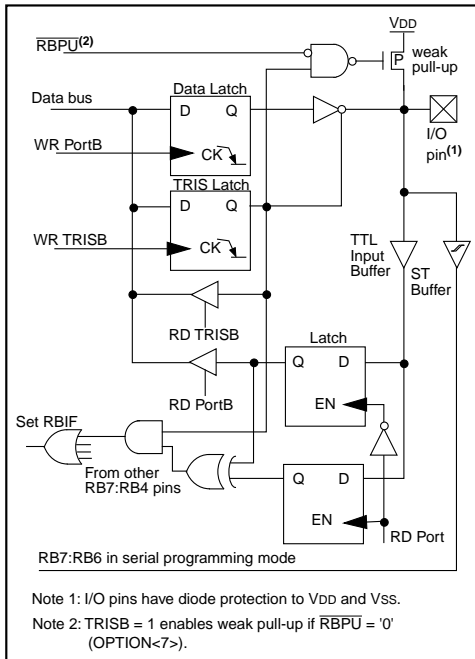 VDD
RBPU(2)
P
weak
pull-up
Data Latch
Data bus
D
Q
I/O
pin(1)
WR PortB
CK
TRIS Latch
D
Q
WR TRISB
CK
TTL
Input
Buffer
ST
Buffer
RD TRISB
Latch
Q
D
RD PortB
EN
Set RBIF
From other
RB7:RB4 pins
Q
D
EN
RD Port
RB7:RB6 in serial programming mode
Note 1: I/O pins have diode protection to VDD and VSS.
Note 2: TRISB = 1 enables weak pull-up if RBPU = '0'
(OPTION<7>).